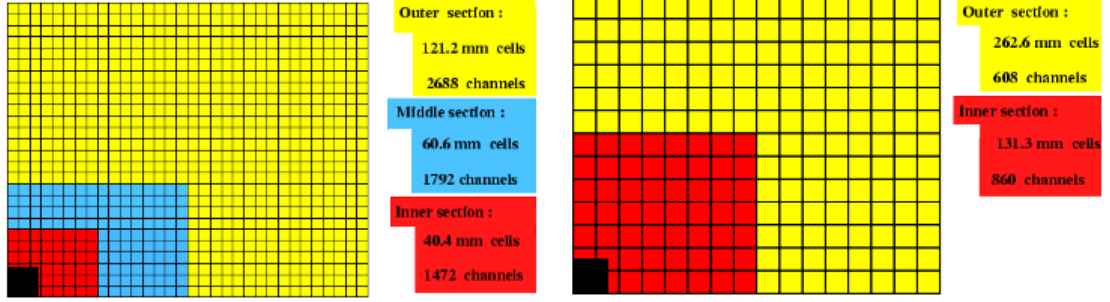 Outer section :
121.2 mm cells
2688 channels
Middle section :
60.6 mm cells
1792 channels
Inner section :
40.4 mm cells
1472 channels
Outer section :
262.6 mm cells
608 channels
Inner section :
131.3 mm cells
860 channels